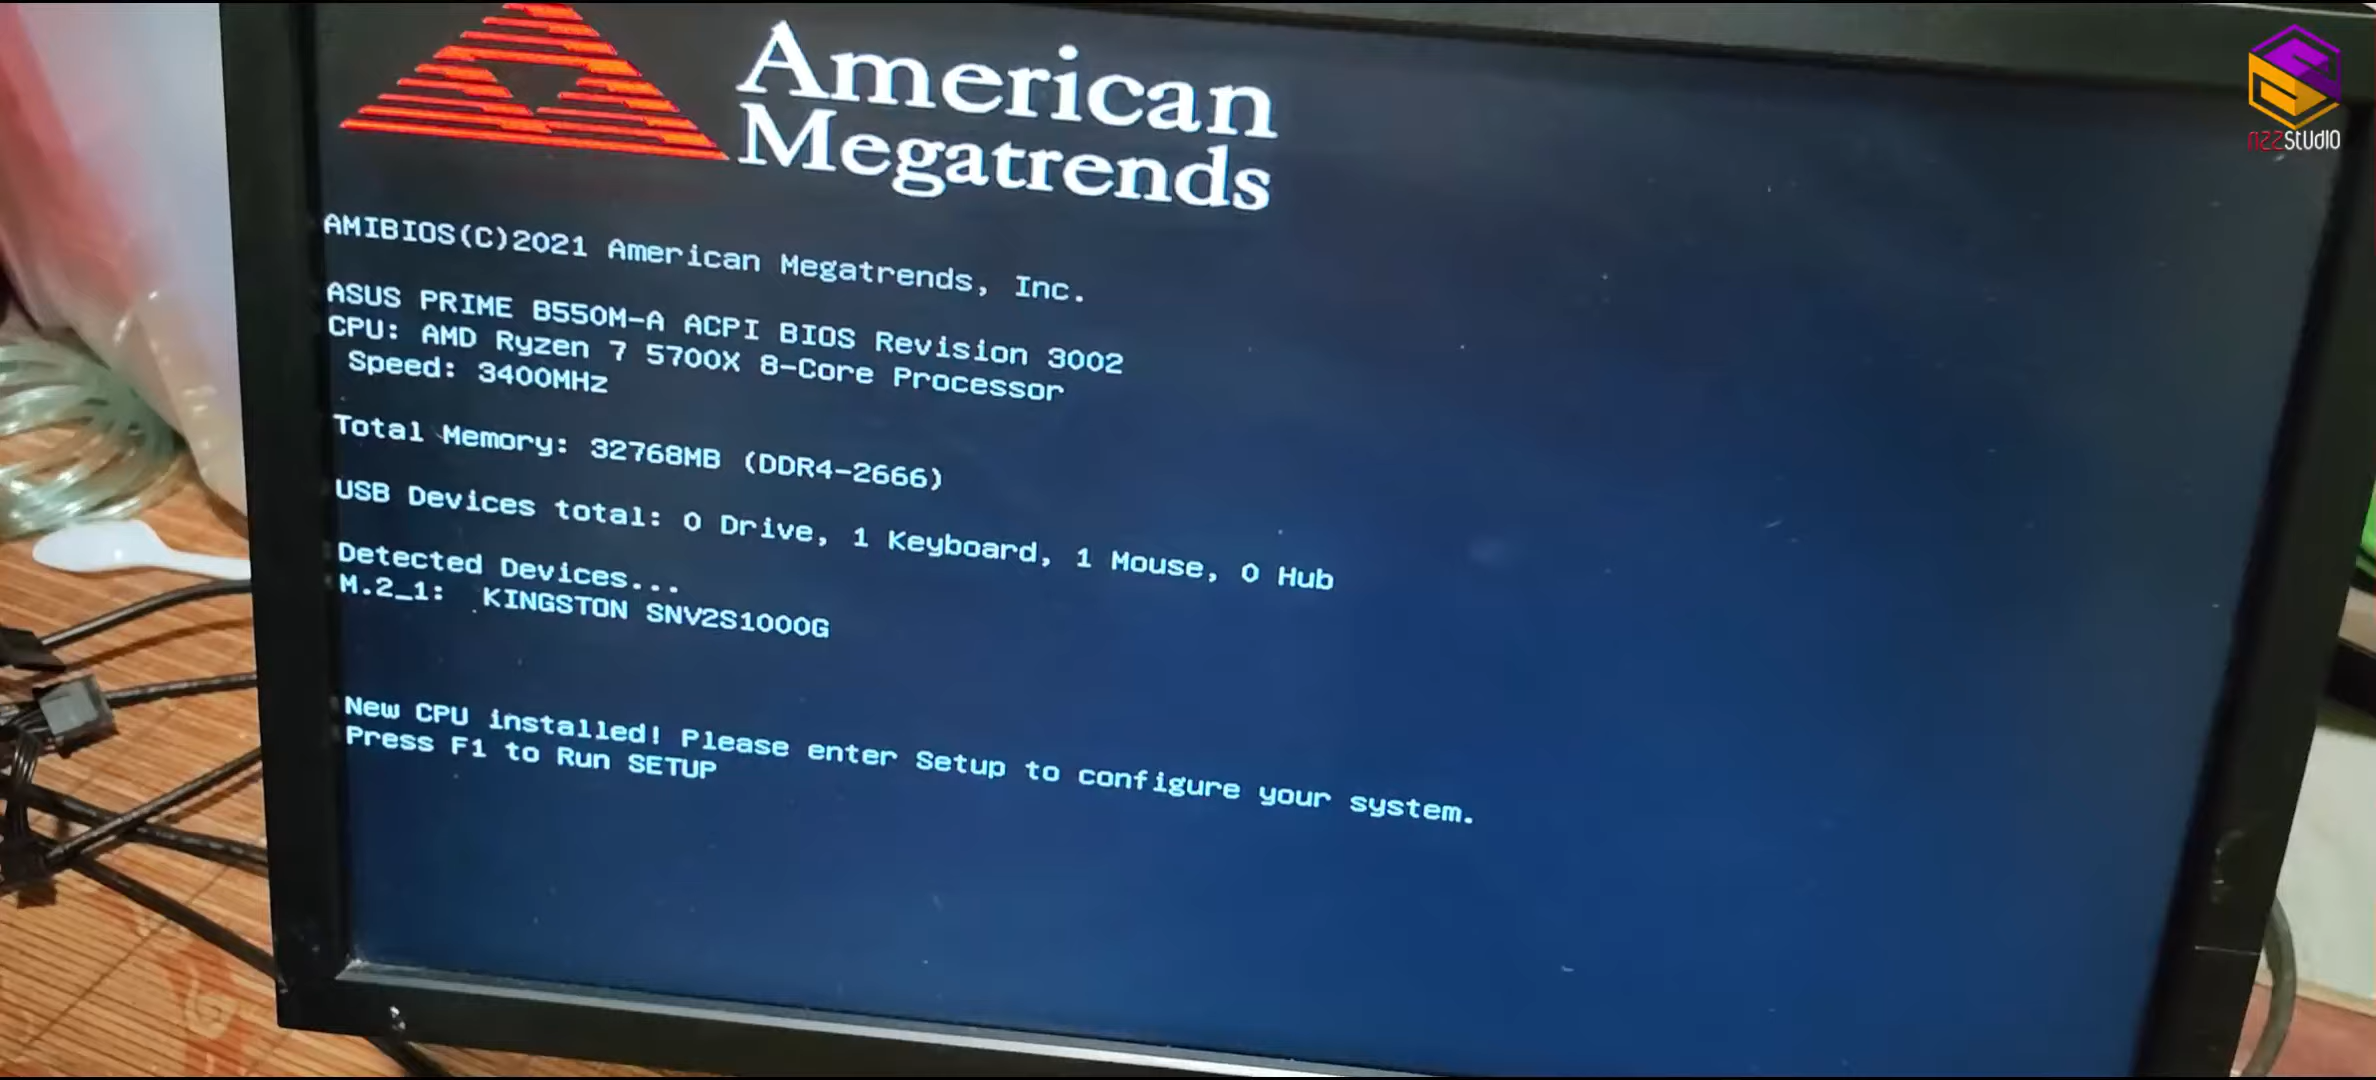 American
Megatrends
n22StUdIO
AMIBIOS(C)2021 American Megatrends, Inc.
ASUS PRIME B550M-A ACPI BIOS Revision 3002
CPU: AMD Ryzen 7 5700X 8-Core Processor
Speed: 3400MHz
Total Memory: 32768MB (DDR4-2666)
USB Devices total: 0 Drive, 1 Keyboard, 1 Mouse, 0 Hub
Detected Devices...
M.2_1: KINGSTON SNV2S1000G
New CPU installed! Please enter Setup to configure your system.
Press F1 to Run SETUP